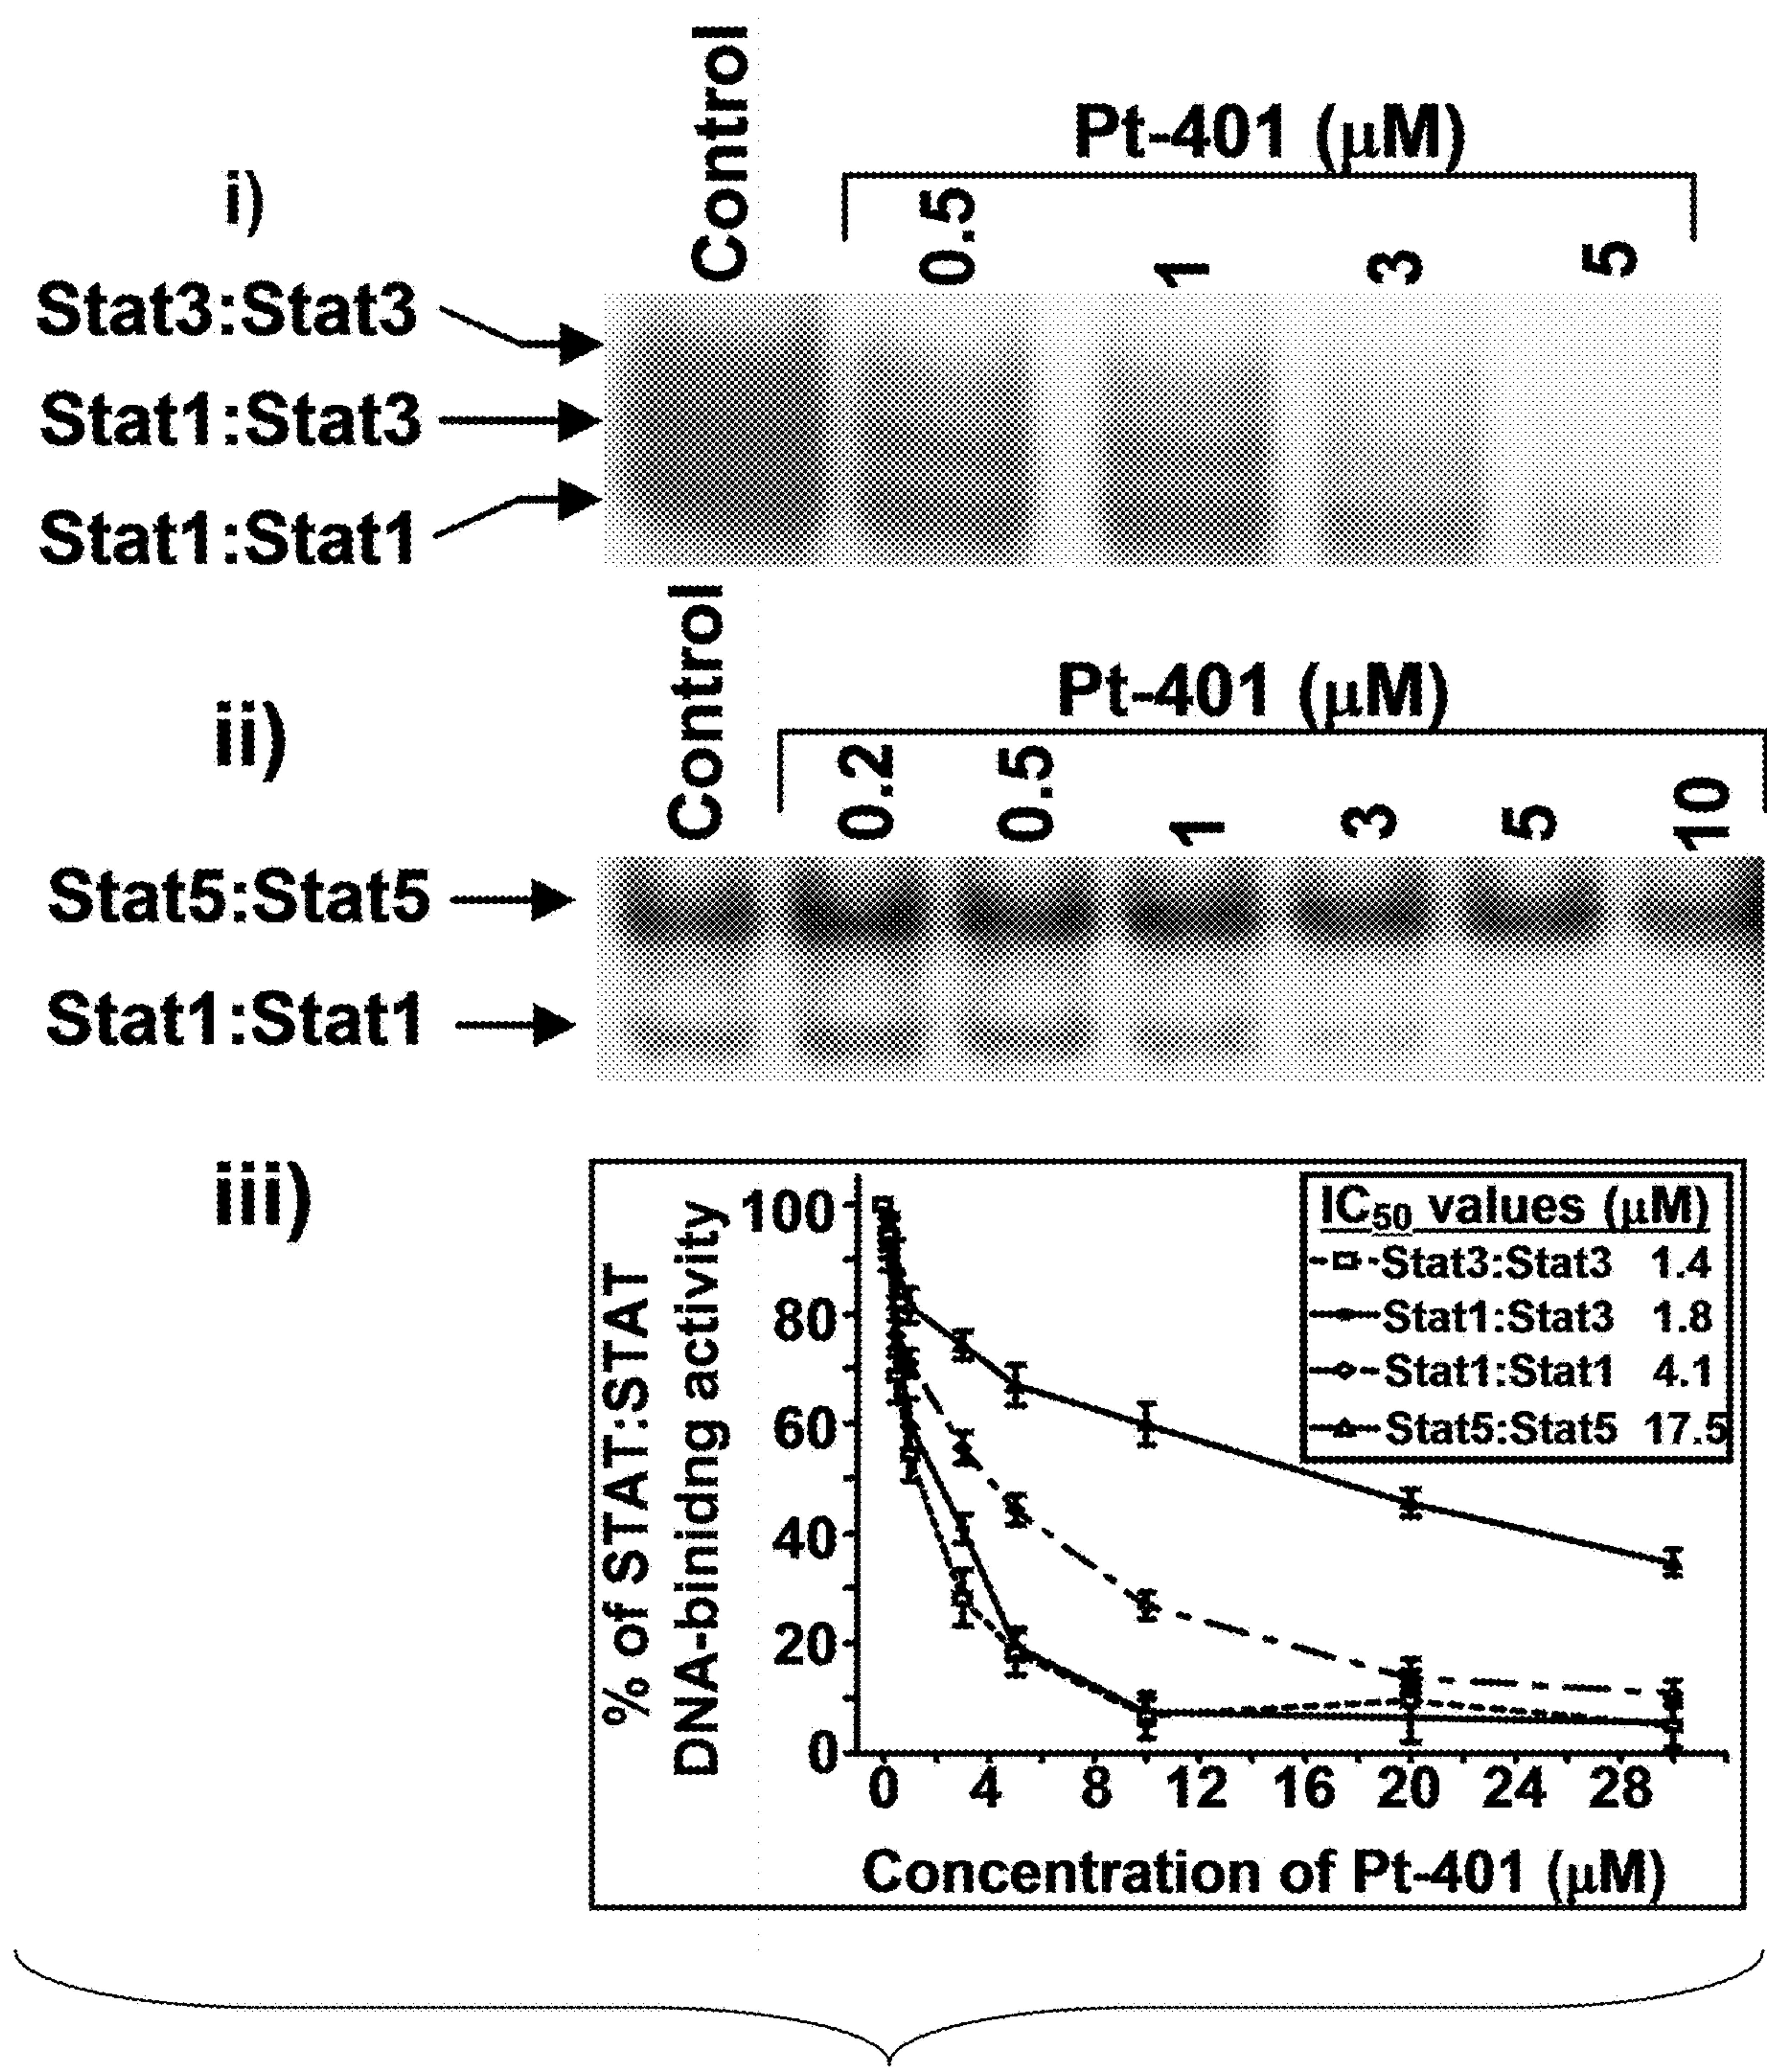 i)
Control
Pt-401 (μM)
0.5
1
3
5
Stat3:Stat3
Stat1:Stat3
Stat1:Stat1
ii)
Control
Pt-401 (μM)
0.2
0.5
1
3
5
10
Stat5:Stat5
Stat1:Stat1
iii)
% of STAT:STAT
DNA-binidng activity
100
80
60
40
20
0
IC50 values (μM)
Stat3:Stat3 1.4
Stat1:Stat3 1.8
Stat1:Stat1 4.1
Stat5:Stat5 17.5
0 4 8 12 16 20 24 28
Concentration of Pt-401 (μM)